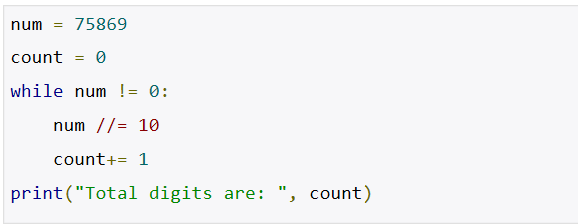 num = 75869
count = 0
while num != 0:
    num //= 10
    count+= 1
print("Total digits are: ", count)